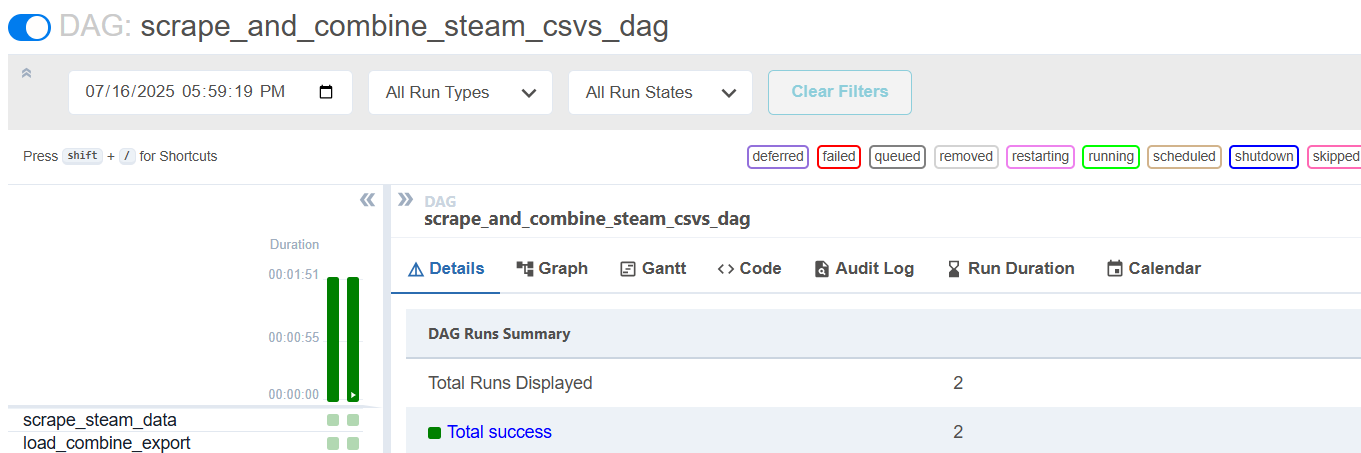 DAG: scrape_and_combine_steam_csvs_dag
07/16/2025 05:59:19 PM All Run Types All Run States Clear Filters
Press shift + / for Shortcuts
deferred failed queued removed restarting running scheduled shutdown skipped
DAG
scrape_and_combine_steam_csvs_dag
Duration
00:01:51
00:00:55
00:00:00
scrape_steam_data
load_combine_export
Details Graph Gantt Code Audit Log Run Duration Calendar
DAG Runs Summary
Total Runs Displayed 2
Total success 2